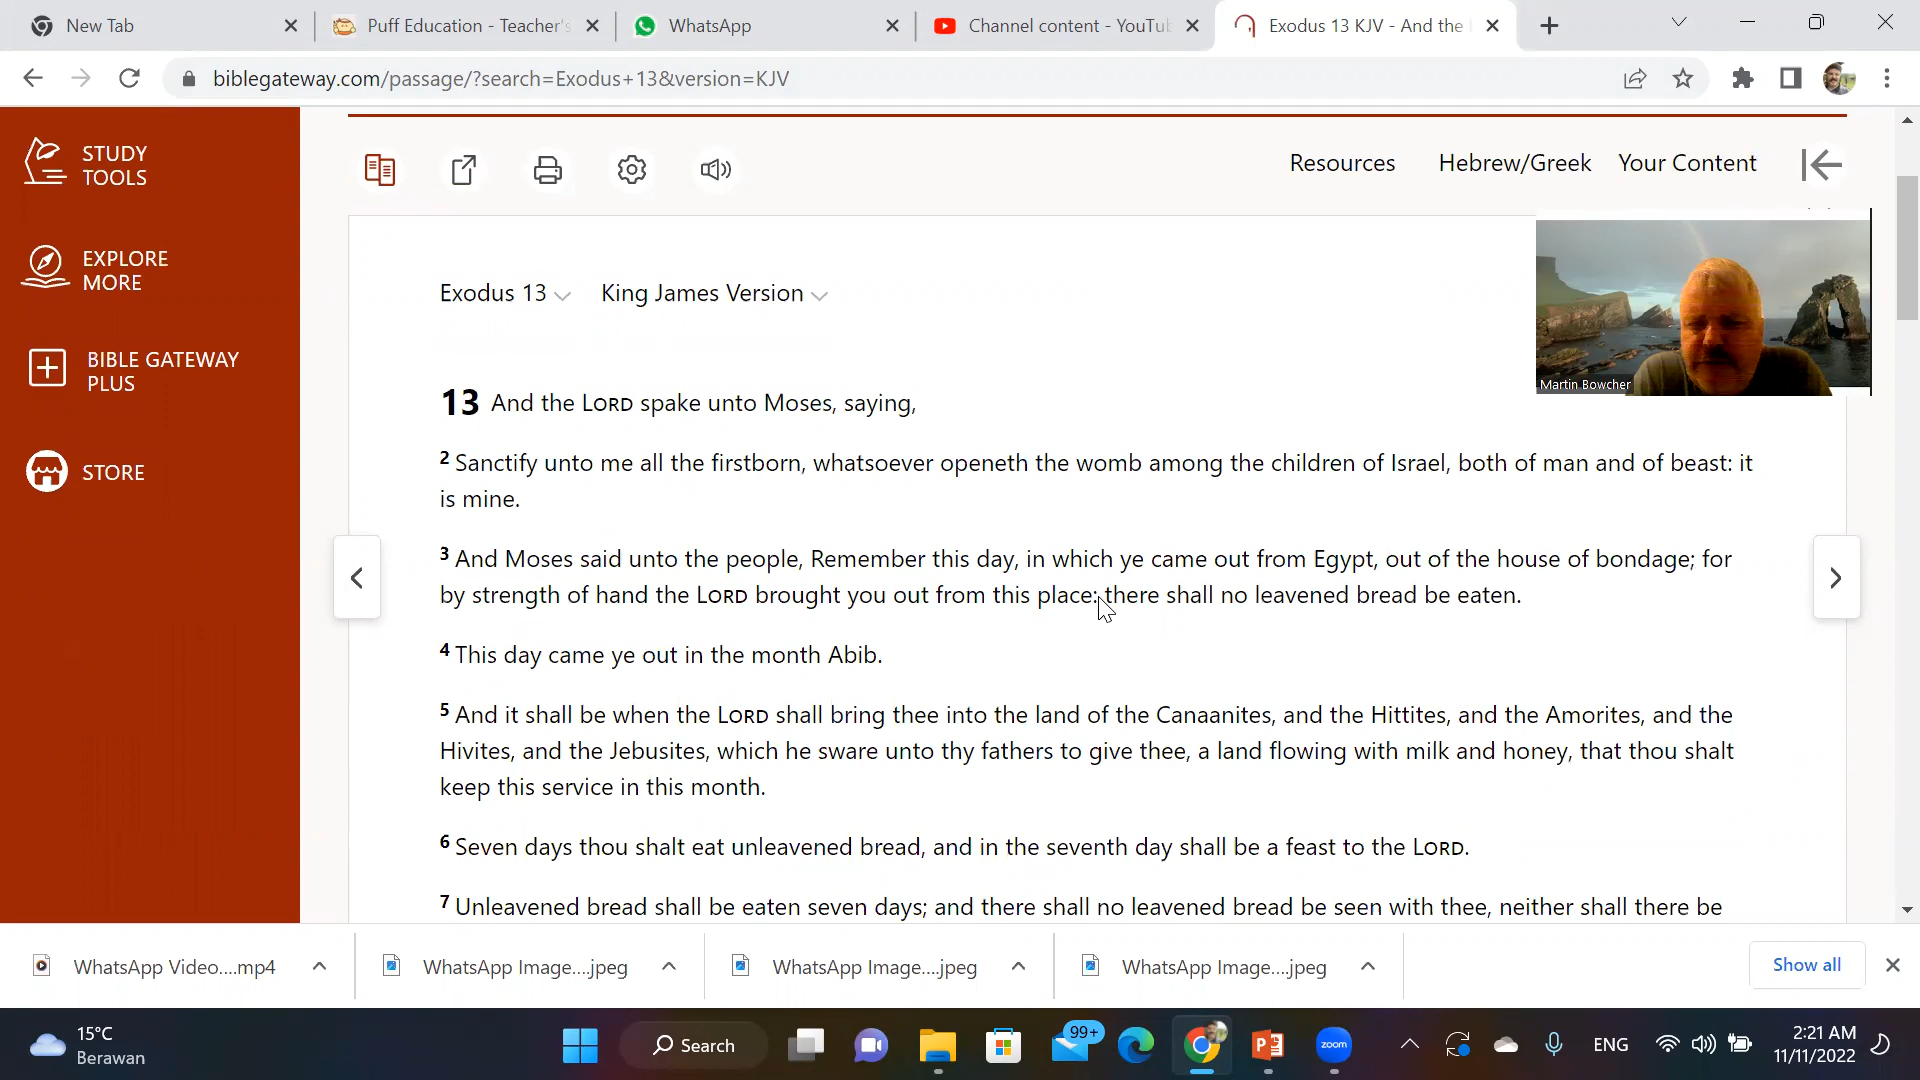 New Tab
Puff Education - Teacher's
WhatsApp
Channel content - YouTub
Exodus 13 KJV - And the
biblegateway.com/passage/?search=Exodus+13&version=KJV
STUDY
TOOLS
EXPLORE
MORE
BIBLE GATEWAY
PLUS
STORE
Resources
Hebrew/Greek
Your Content
Exodus 13
King James Version
Martin Bowcher
13 And the LORD spake unto Moses, saying,
2 Sanctify unto me all the firstborn, whatsoever openeth the womb among the children of Israel, both of man and of beast: it
is mine.
3 And Moses said unto the people, Remember this day, in which ye came out from Egypt, out of the house of bondage; for
by strength of hand the LORD brought you out from this place: there shall no leavened bread be eaten.
4 This day came ye out in the month Abib.
5 And it shall be when the LORD shall bring thee into the land of the Canaanites, and the Hittites, and the Amorites, and the
Hivites, and the Jebusites, which he sware unto thy fathers to give thee, a land flowing with milk and honey, that thou shalt
keep this service in this month.
6 Seven days thou shalt eat unleavened bread, and in the seventh day shall be a feast to the LORD.
7 Unleavened bread shall be eaten seven days; and there shall no leavened bread be seen with thee, neither shall there be
WhatsApp Video....mp4
WhatsApp Image....jpeg
WhatsApp Image....jpeg
WhatsApp Image....jpeg
Show all
15°C
Berawan
Search
99+
zoom
ENG
2:21 AM
11/11/2022